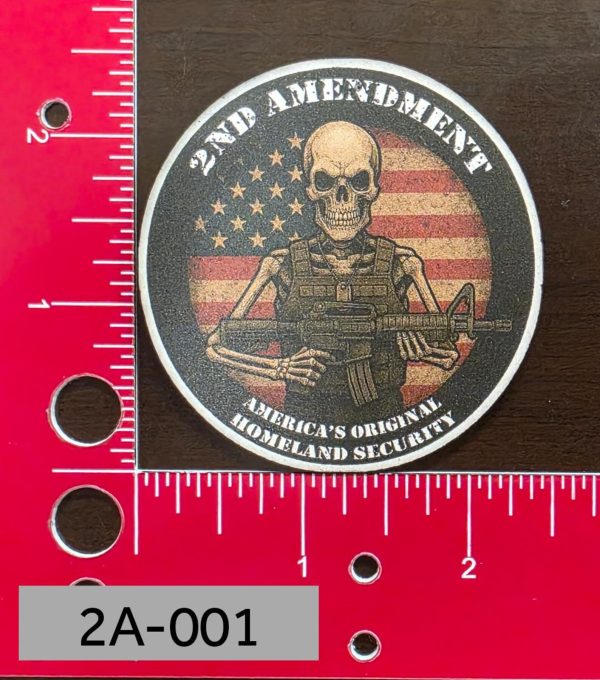 2ND AMENDMENT
AMERICA'S ORIGINAL
HOMELAND SECURITY
2
1
1
2
2A-001